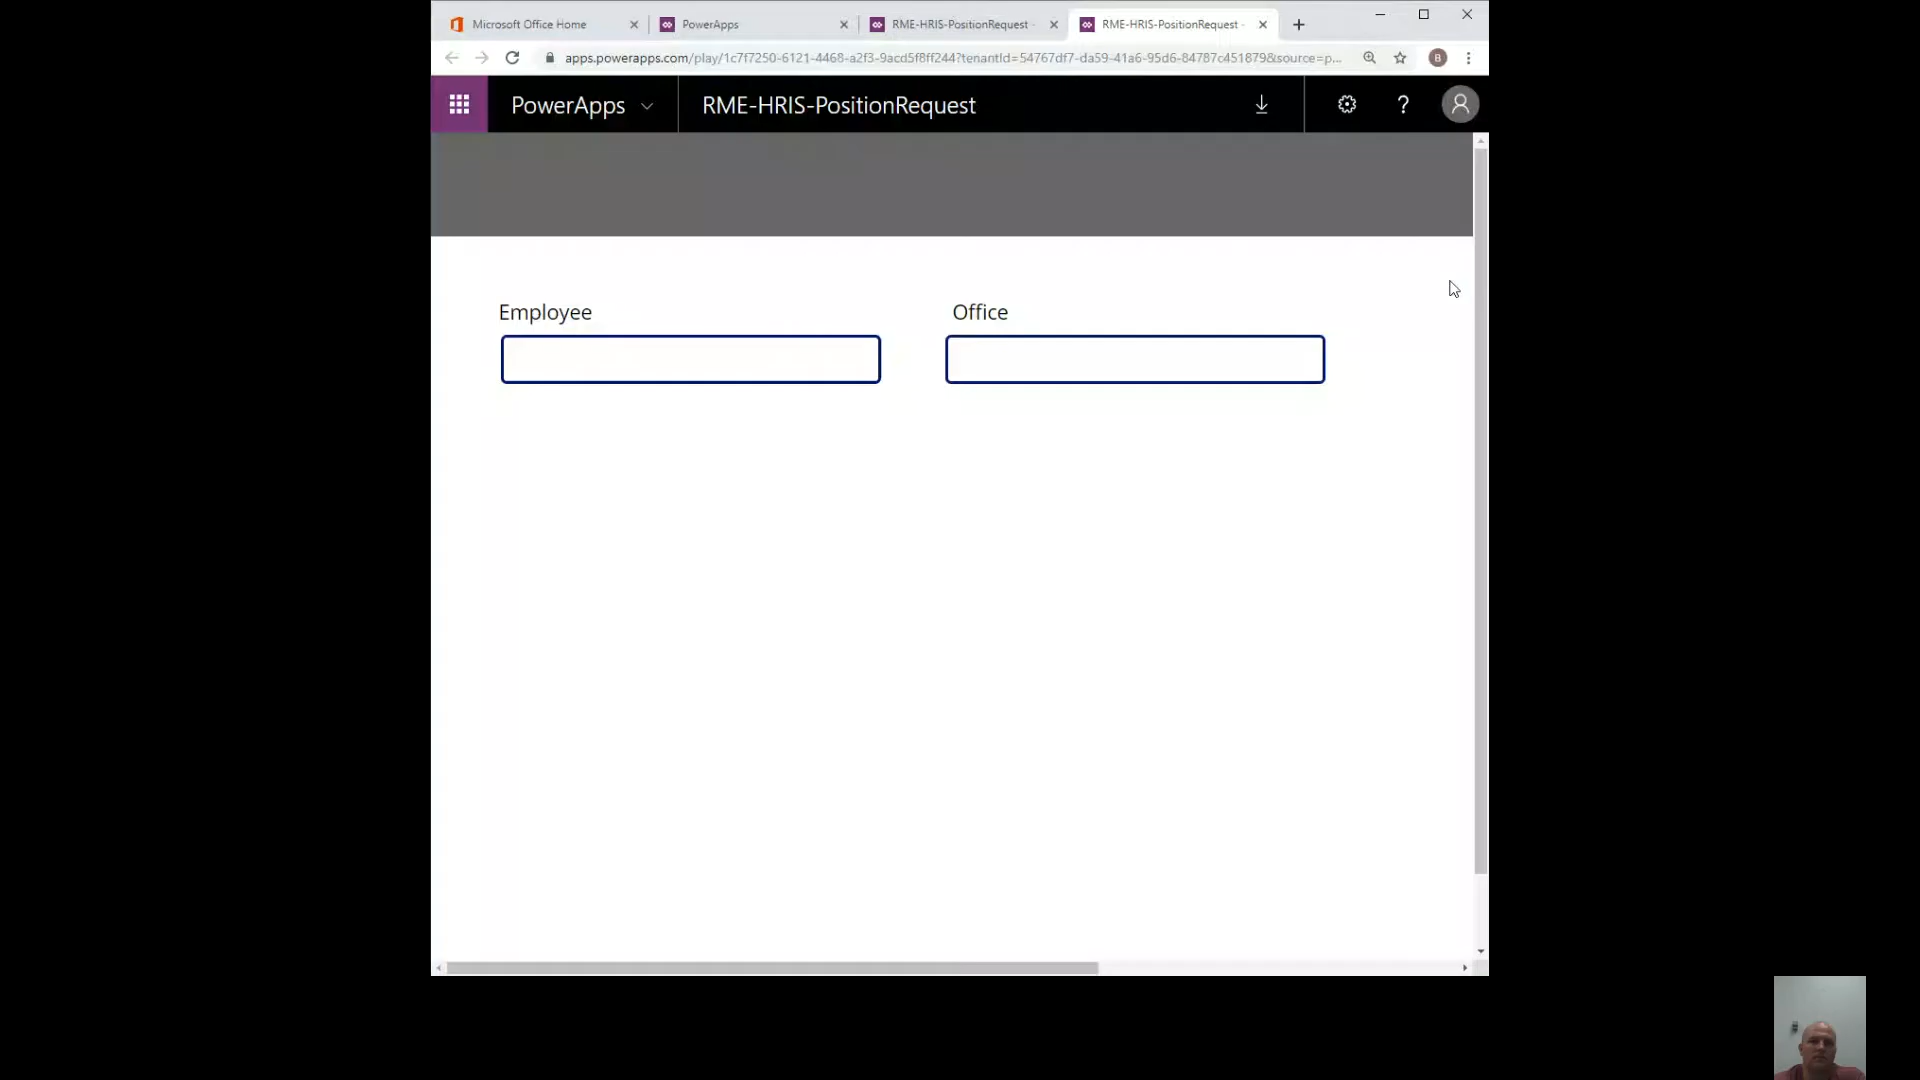 Microsoft Office Home
PowerApps
RME-HRIS-PositionRequest -
RME-HRIS-PositionRequest -
apps.powerapps.com/play/1c7f7250-6121-4468-a2f3-9acd5f8ff244?tenantId=54767df7-da59-41a6-95d6-84787c451879&source=p...
B
PowerApps
RME-HRIS-PositionRequest
?
Employee
Office